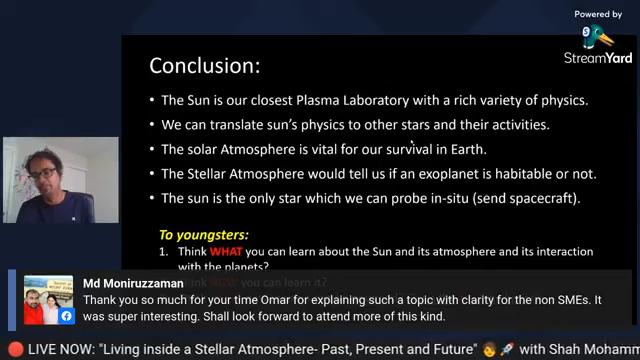 Powered by
StreamYard
Conclusion:
• The Sun is our closest Plasma Laboratory with a rich variety of physics.
• We can translate sun's physics to other stars and their activities.
• The solar Atmosphere is vital for our survival in Earth.
• The Stellar Atmosphere would tell us if an exoplanet is habitable or not.
• The sun is the only star which we can probe in-situ (send spacecraft).
To youngsters:
1. Think WHAT you can learn about the Sun and its atmosphere and its interaction
with the planets?
you can learn it?
Md Moniruzzaman
Thank you so much for your time Omar for explaining such a topic with clarity for the non SMEs. It
was super interesting. Shall look forward to attend more of this kind.
LIVE NOW: "Living inside a Stellar Atmosphere- Past, Present and Future" with Shah Mohamm